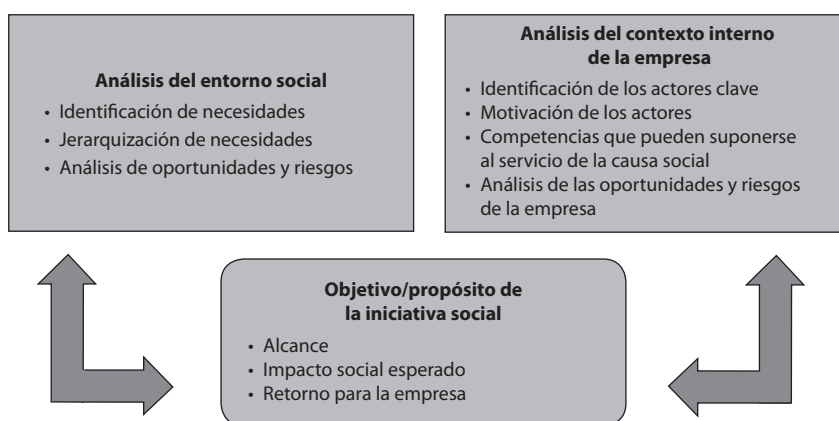 Análisis del entorno social
• Identificación de necesidades
• Jerarquización de necesidades
• Análisis de oportunidades y riesgos
Análisis del contexto interno
de la empresa
• Identificación de los actores clave
• Motivación de los actores
• Competencias que pueden suponerse
al servicio de la causa social
• Análisis de las oportunidades y riesgos
de la empresa
Objetivo/propósito de
la iniciativa social
• Alcance
• Impacto social esperado
• Retorno para la empresa